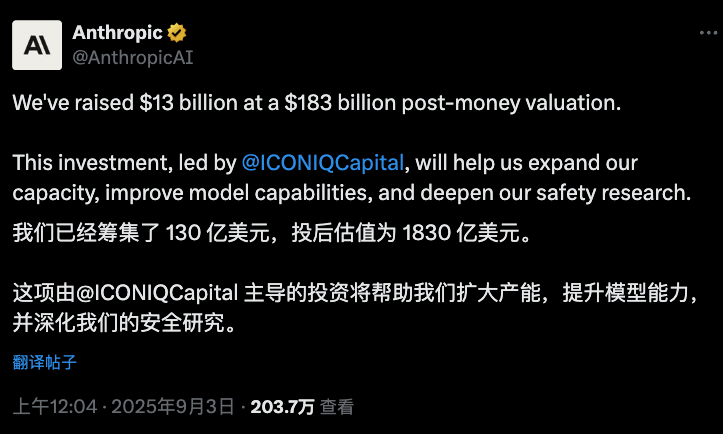 Anthropic
@AnthropicAI
We've raised $13 billion at a $183 billion post-money valuation.
This investment, led by @ICONIQCapital, will help us expand our
capacity, improve model capabilities, and deepen our safety research.
我们已经筹集了 130 亿美元，投后估值为 1830 亿美元。
这项由@ICONIQCapital 主导的投资将帮助我们扩大产能，提升模型能力，
并深化我们的安全研究。
翻译帖子
上午12:04 · 2025年9月3日 · 203.7万 查看